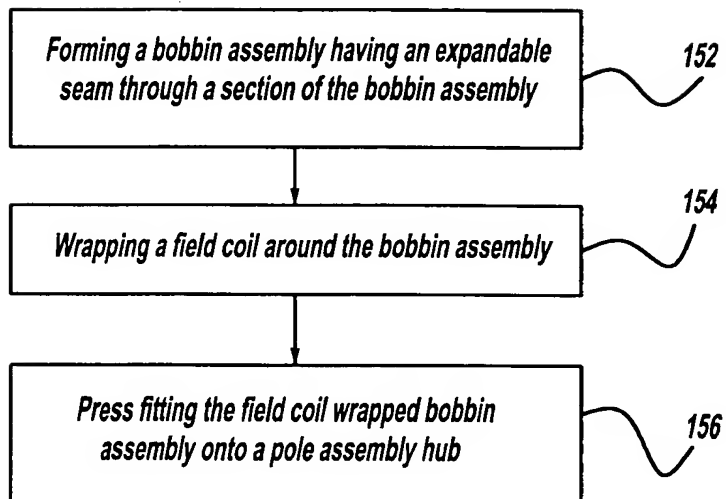 Forming a bobbin assembly having an expandable
seam through a section of the bobbin assembly
152
Wrapping a field coil around the bobbin assembly
154
Press fitting the field coil wrapped bobbin
assembly onto a pole assembly hub
156